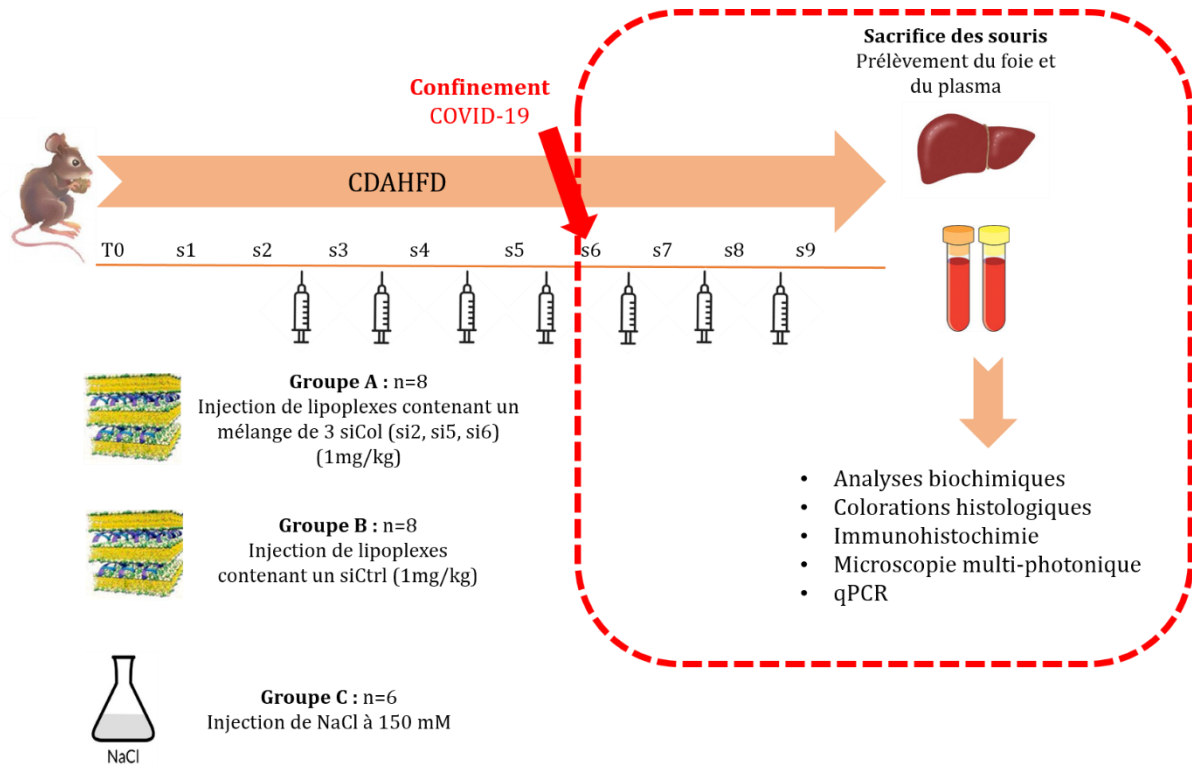 Sacrifice des souris
Prélèvement du foie et
du plasma
Confinement
COVID-19
CDAHFD
T0 s1 s2 s3 s4 s5 s6 s7 s8 s9
Groupe A : n=8
Injection de lipoplexes contenant un
mélange de 3 siCol (si2, si5, si6)
(1mg/kg)
Groupe B : n=8
Injection de lipoplexes
contenant un siCtrl (1mg/kg)
Groupe C : n=6
Injection de NaCl à 150 mM
NaCl
• Analyses biochimiques
• Colorations histologiques
• Immunohistochimie
• Microscopie multi-photonique
• qPCR